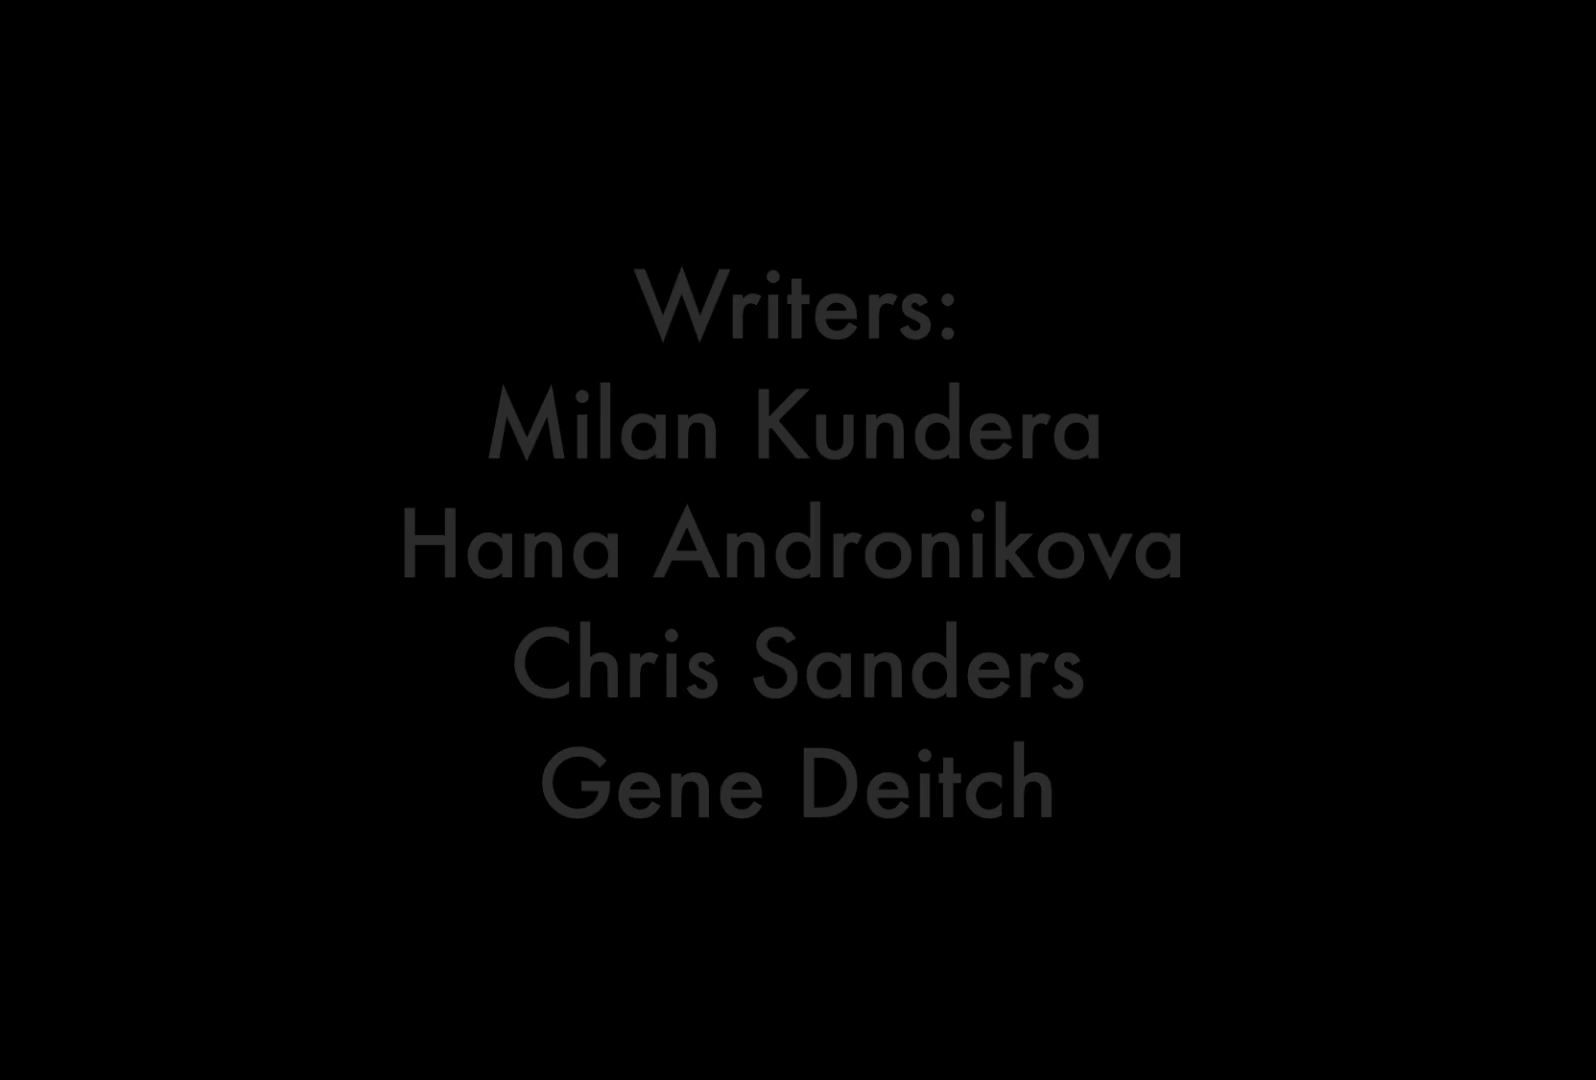 Writers:
Milan Kundera
Hana Andronikova
Chris Sanders
Gene Deitch